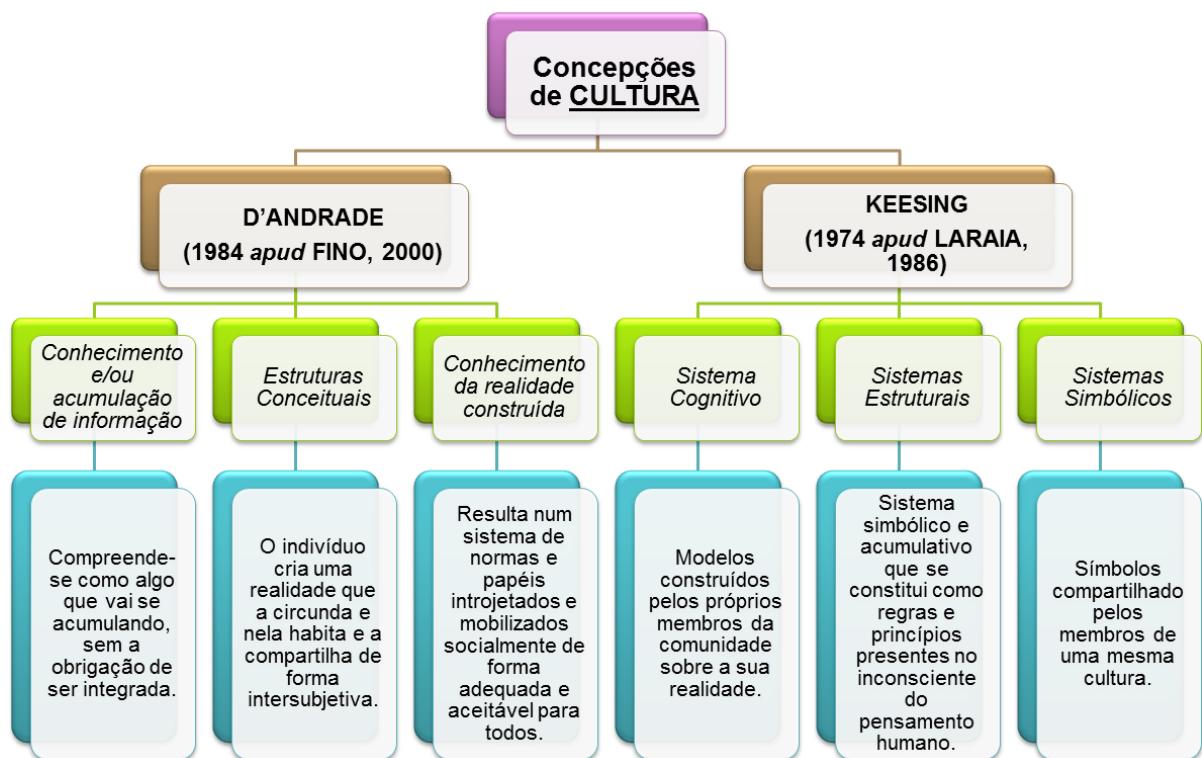 Concepções
de CULTURA
D'ANDRADE
(1984 apud FINO, 2000)
KEESING
(1974 apud LARAIA,
1986)
Conhecimento
e/ou
acumulação
de informação
Estruturas
Conceituais
Conhecimento
da realidade
construída
Sistema
Cognitivo
Sistemas
Estruturais
Sistemas
Simbólicos
Compreende-
se como algo
que vai se
acumulando,
sem a
obrigação de
ser integrada.
O indivíduo
cria uma
realidade que
a circunda e
nela habita e a
compartilha de
forma
intersubjetiva.
Resulta num
sistema de
normas e
papéis
introjetados e
mobilizados
socialmente de
forma
adequada e
aceitável para
todos.
Modelos
construídos
pelos próprios
membros da
comunidade
sobre a sua
realidade.
Sistema
simbólico e
acumulativo
que se
constitui como
regras e
princípios
presentes no
inconsciente
do
pensamento
humano.
Símbolos
compartilhado
pelos
membros de
uma mesma
cultura.